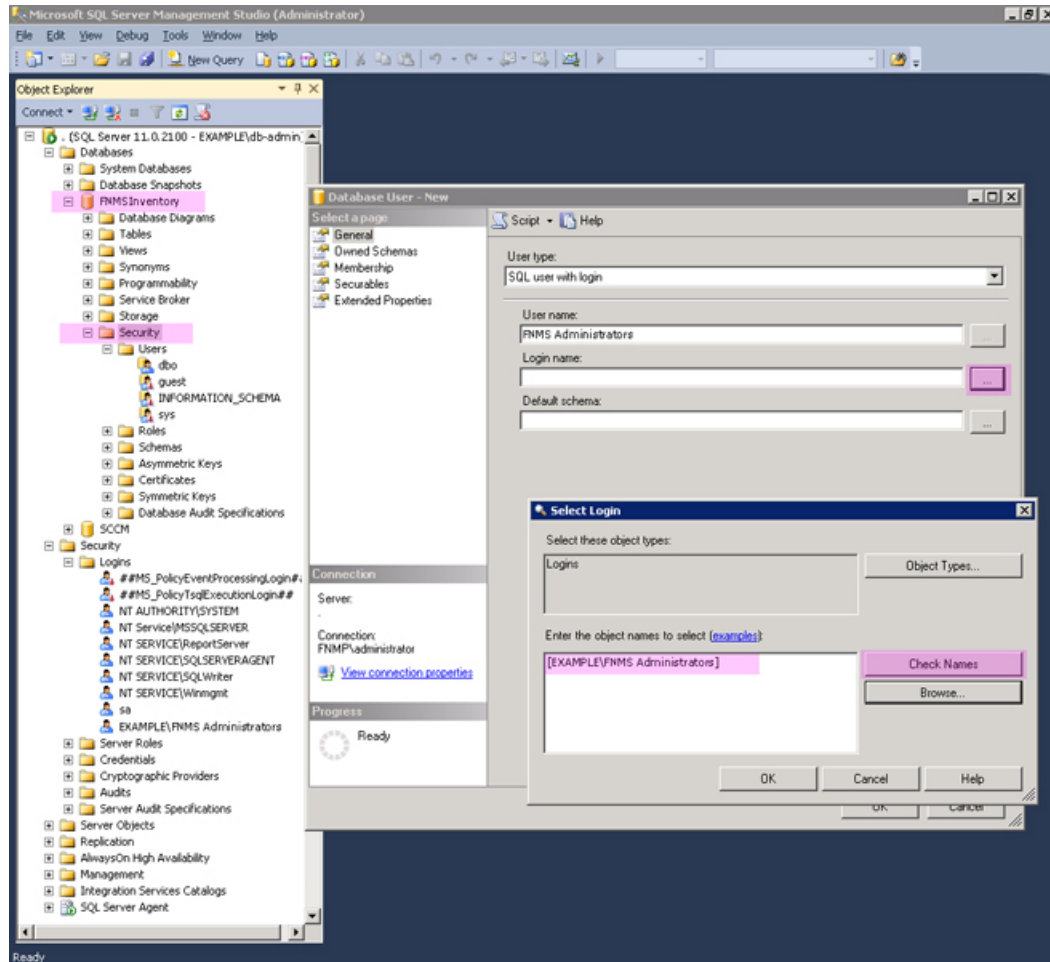 Microsoft SQL Server Management Studio (Administrator)
File Edit View Debug Tools Window Help
New Query
Object Explorer
Connect
. (SQL Server 11.0.2100 - EXAMPLE\db-admin
Databases
System Databases
Database Snapshots
FNMSInventory
Database Diagrams
Tables
Views
Synonyms
Programmability
Service Broker
Storage
Security
Users
dbo
guest
INFORMATION_SCHEMA
sys
Roles
Schemas
Asymmetric Keys
Certificates
Symmetric Keys
Database Audit Specifications
SCCM
Security
Logins
##MS_PolicyEventProcessingLogin#
##MS_PolicyTsqlExecutionLogin##
NT AUTHORITY\SYSTEM
NT Service\MSSQLSERVER
NT SERVICE\ReportServer
NT SERVICE\SQLSERVERAGENT
NT SERVICE\SQLWriter
NT SERVICE\Winmgmt
sa
EXAMPLE\FNMS Administrators
Server Roles
Credentials
Cryptographic Providers
Audits
Server Audit Specifications
Server Objects
Replication
AlwaysOn High Availability
Management
Integration Services Catalogs
SQL Server Agent
Ready
Database User - New
Select a page
General
Owned Schemas
Membership
Securables
Extended Properties
Connection
Server:
.
Connection:
FNMP\administrator
View connection properties
Progress
Ready
Script Help
User type:
SQL user with login
User name:
FNMS Administrators
...
Login name:
...
Default schema:
...
OK Cancel
Select Login
Select these object types:
Logins
Object Types...
Enter the object names to select (examples):
[EXAMPLE\FNMS Administrators]
Check Names
Browse...
OK Cancel Help